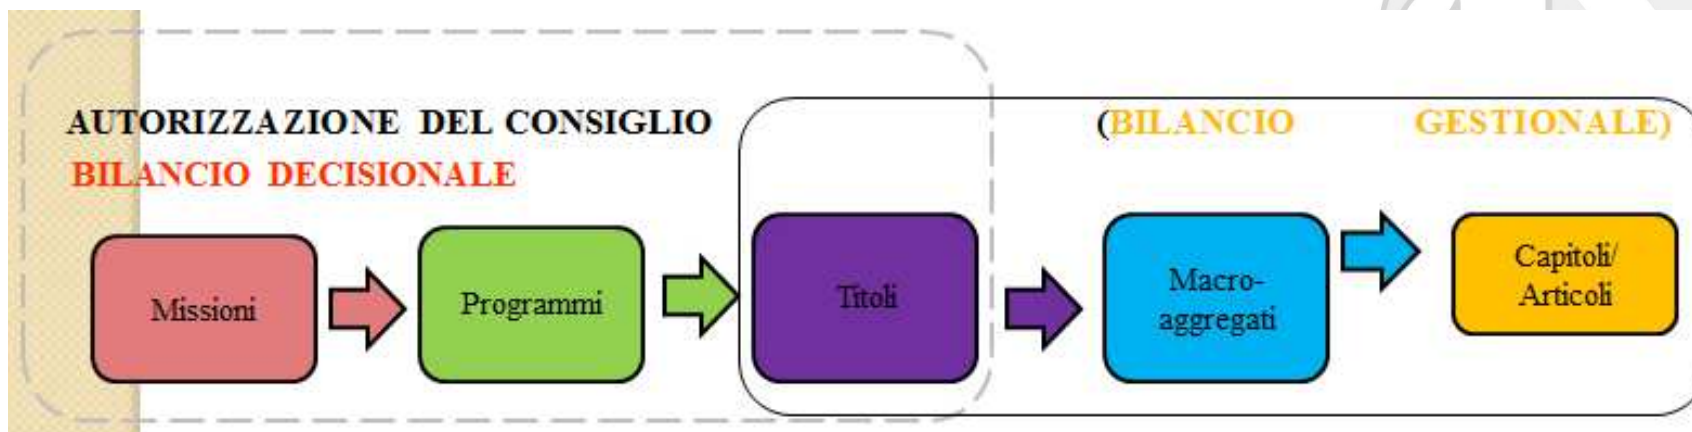 AUTORIZZAZIONE DEL CONSIGLIO
BILANCIO DECISIONALE
(BILANCIO GESTIONALE)
Missioni
Programmi
Titoli
Macro-
aggregati
Capitoli/
Articoli